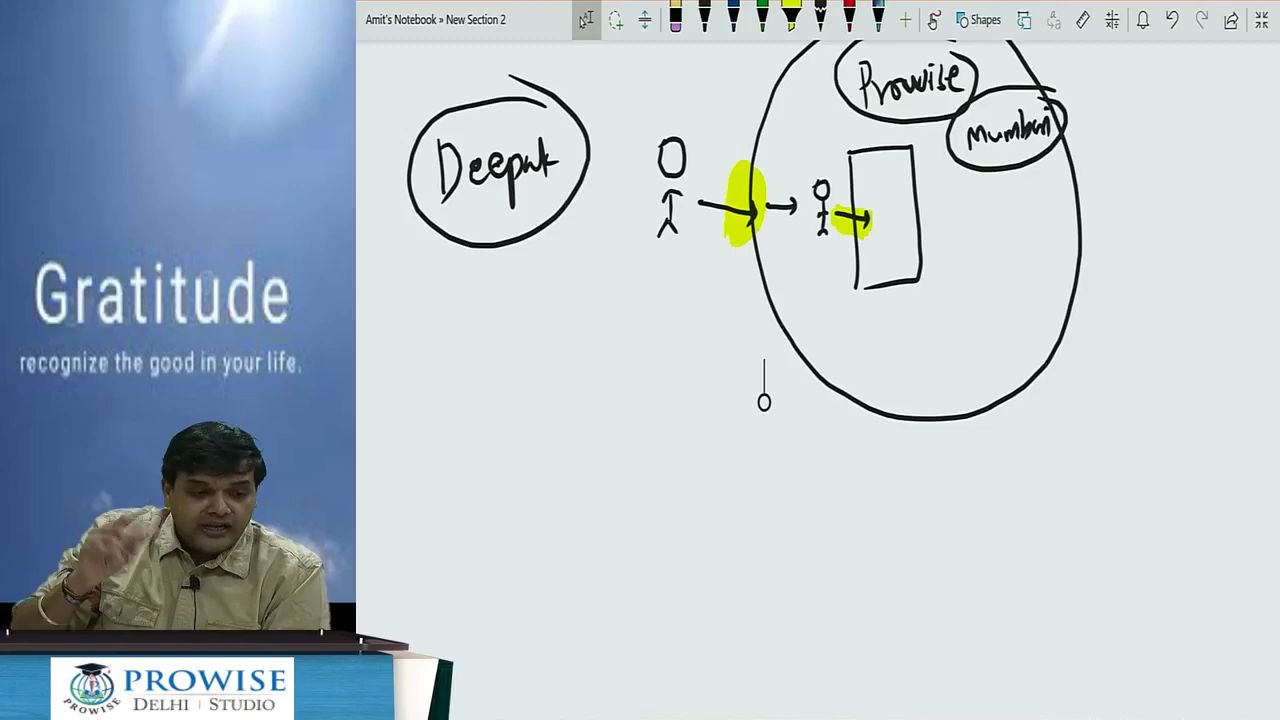 Amit's Notebook » New Section 2
Shapes
Prowise
Mumbai
Deepak
Gratitude
recognize the good in your life.
PROWISE
PROWISE
DELHI | STUDIO